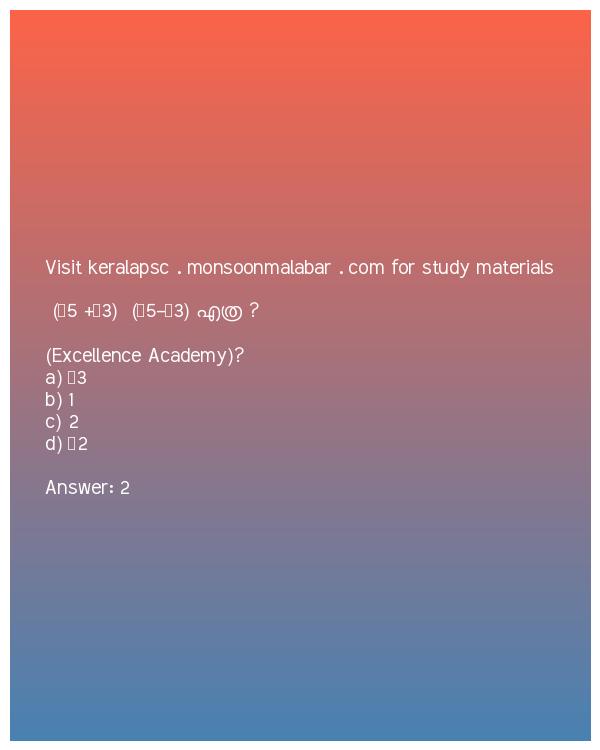 Visit keralapsc . monsoonmalabar . com for study materials
(▯5 +▯3) (▯5-▯3) എത്ര ?
(Excellence Academy)?
a) ▯3
b) 1
c) 2
d) ▯2
Answer: 2